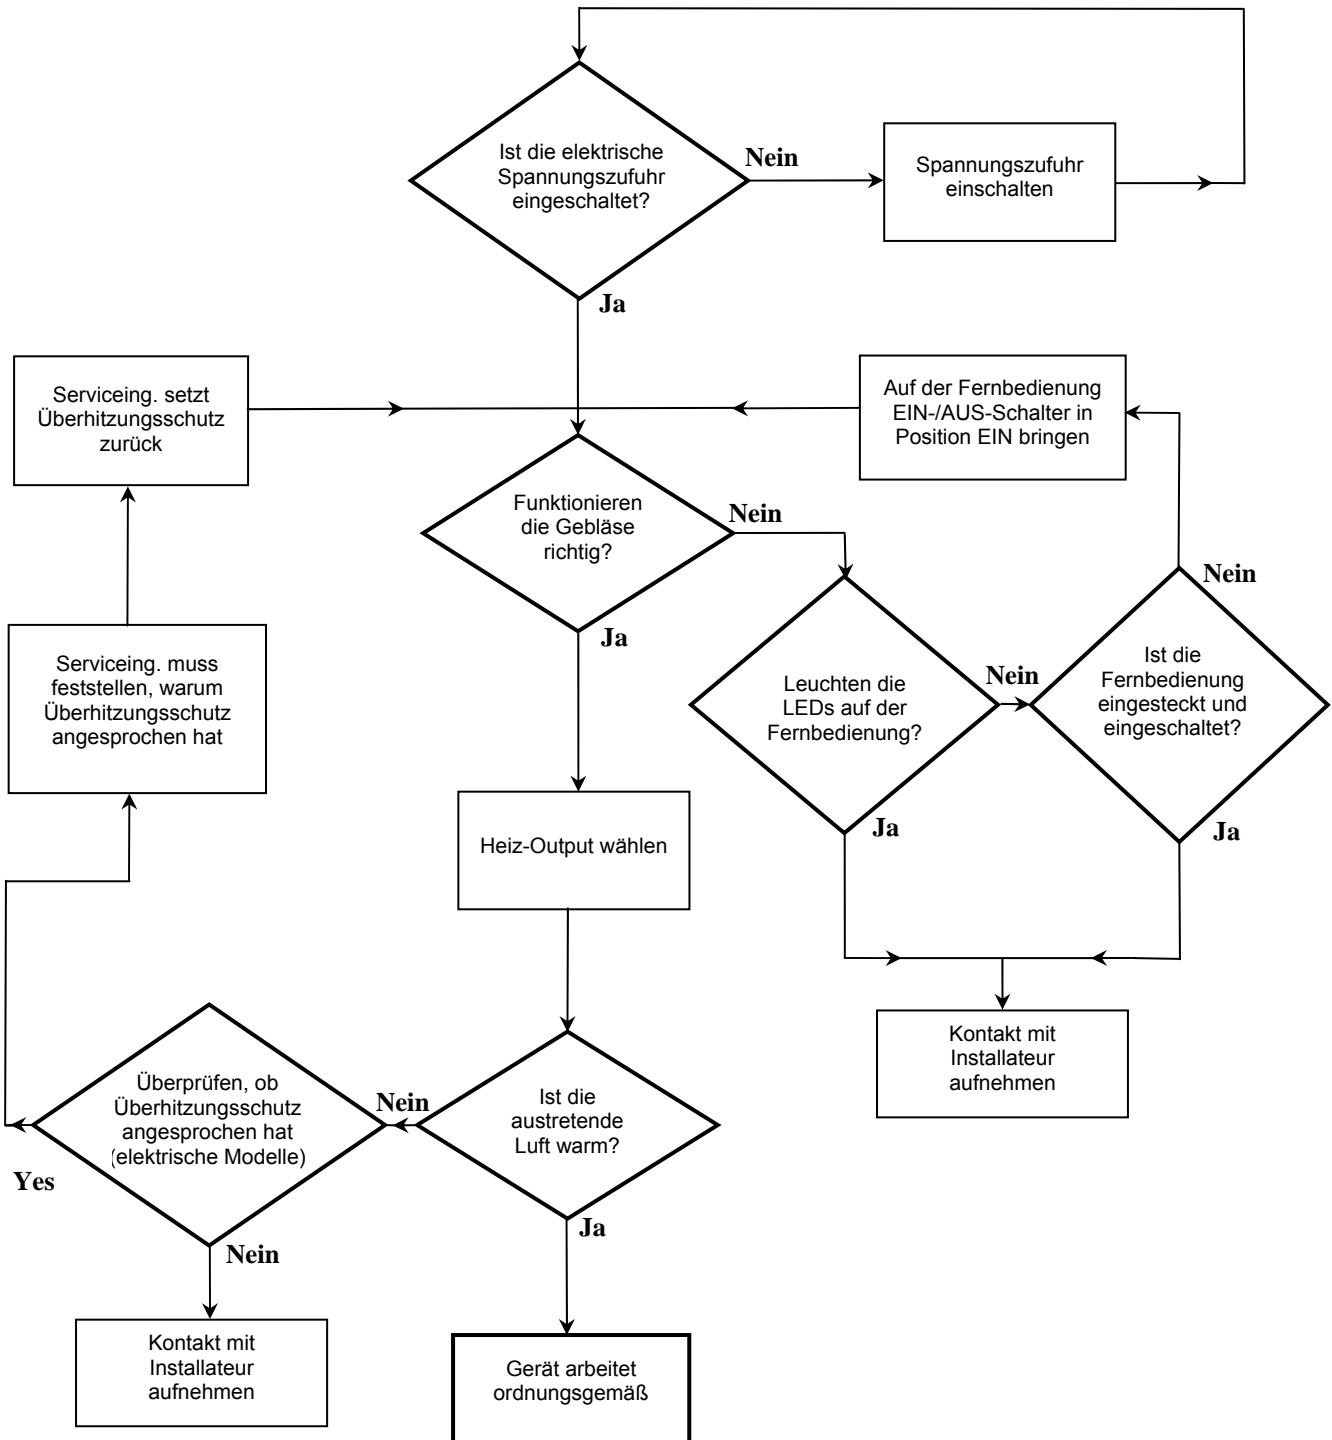 Ist die elektrische
Spannungszufuhr
eingeschaltet?
Nein
Spannungszufuhr
einschalten
Ja
Serviceing. setzt
Überhitzungsschutz
zurück
Auf der Fernbedienung
EIN-/AUS-Schalter in
Position EIN bringen
Funktionieren
die Gebläse
richtig?
Nein
Ja
Nein
Serviceing. muss
feststellen, warum
Überhitzungsschutz
angesprochen hat
Leuchten die
LEDs auf der
Fernbedienung?
Nein
Ist die
Fernbedienung
eingesteckt und
eingeschaltet?
Ja
Ja
Heiz-Output wählen
Kontakt mit
Installateur
aufnehmen
Überprüfen, ob
Überhitzungsschutz
angesprochen hat
(elektrische Modelle)
Nein
Ist die
austretende
Luft warm?
Yes
Nein
Ja
Kontakt mit
Installateur
aufnehmen
Gerät arbeitet
ordnungsgemäß